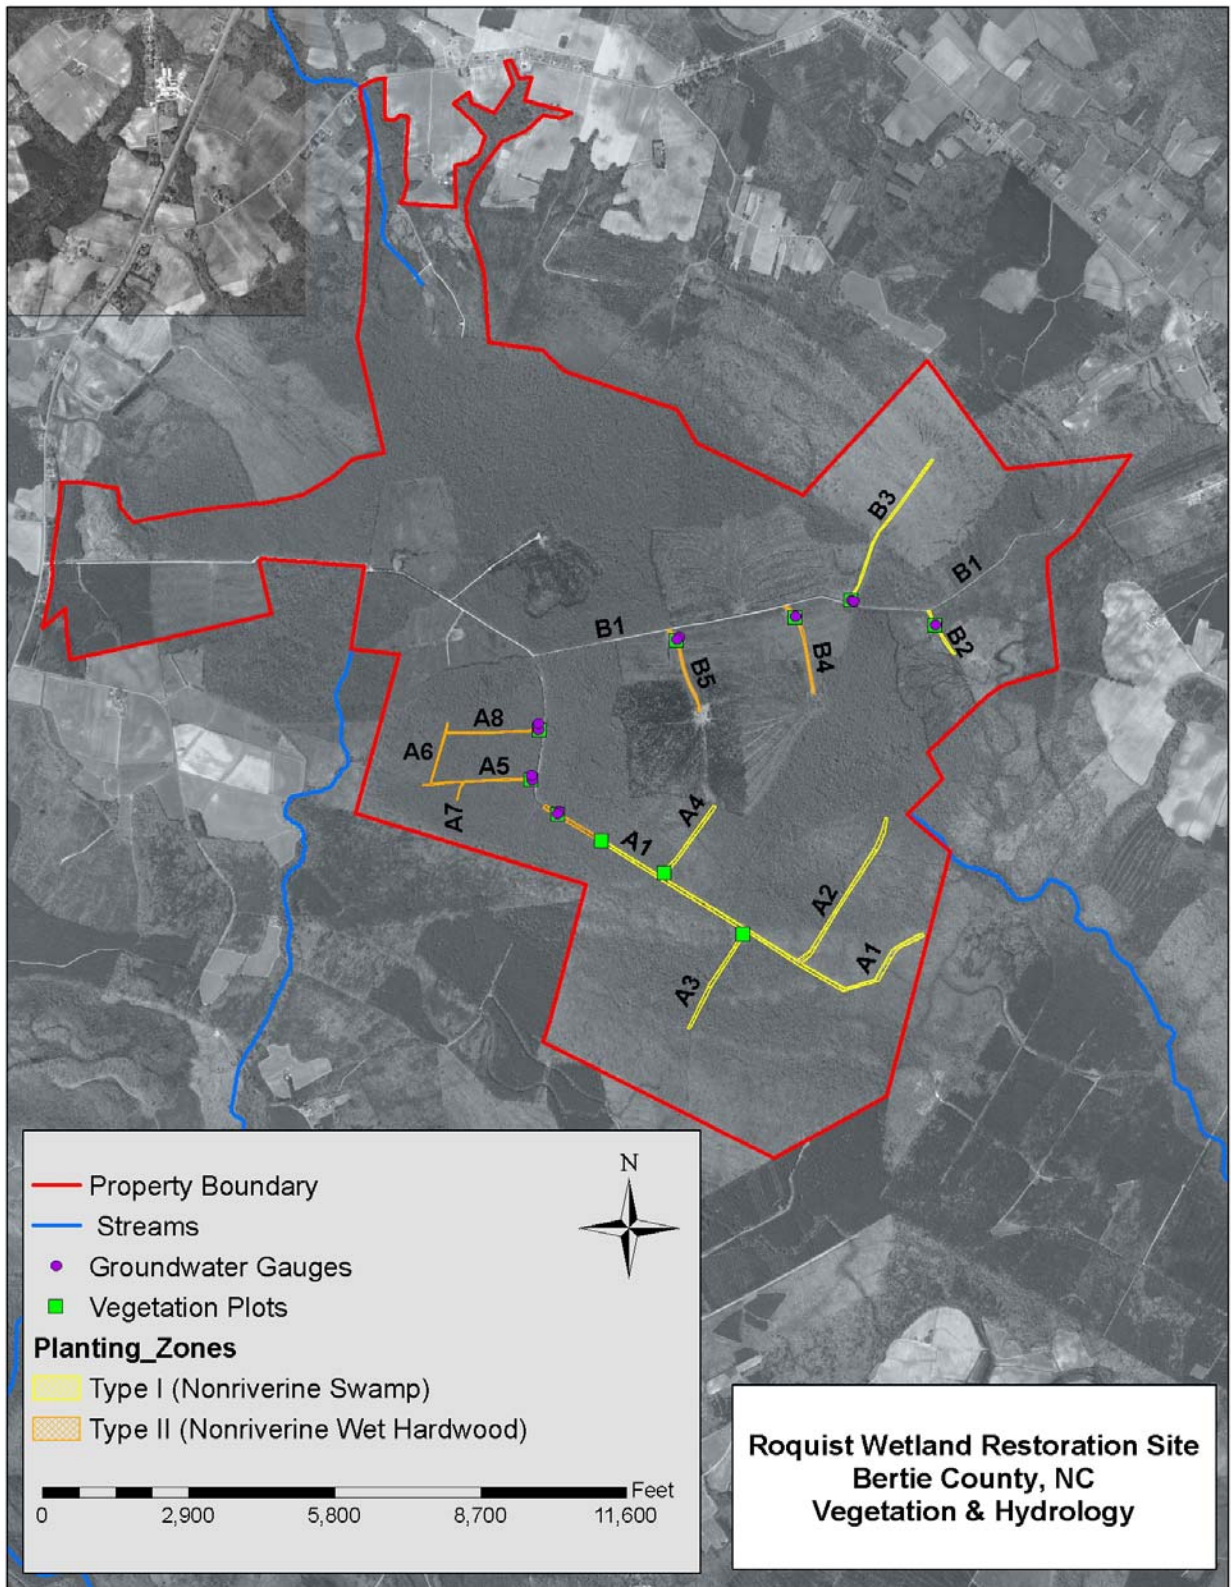 B3
B1
B1
B2
B4
B5
A8
A6
A5
A7
A4
A1
A2
A1
A3
N
Property Boundary
Streams
Groundwater Gauges
Vegetation Plots
Planting_Zones
Type I (Nonriverine Swamp)
Type II (Nonriverine Wet Hardwood)
Feet
0 2,900 5,800 8,700 11,600
Roquist Wetland Restoration Site
Bertie County, NC
Vegetation & Hydrology